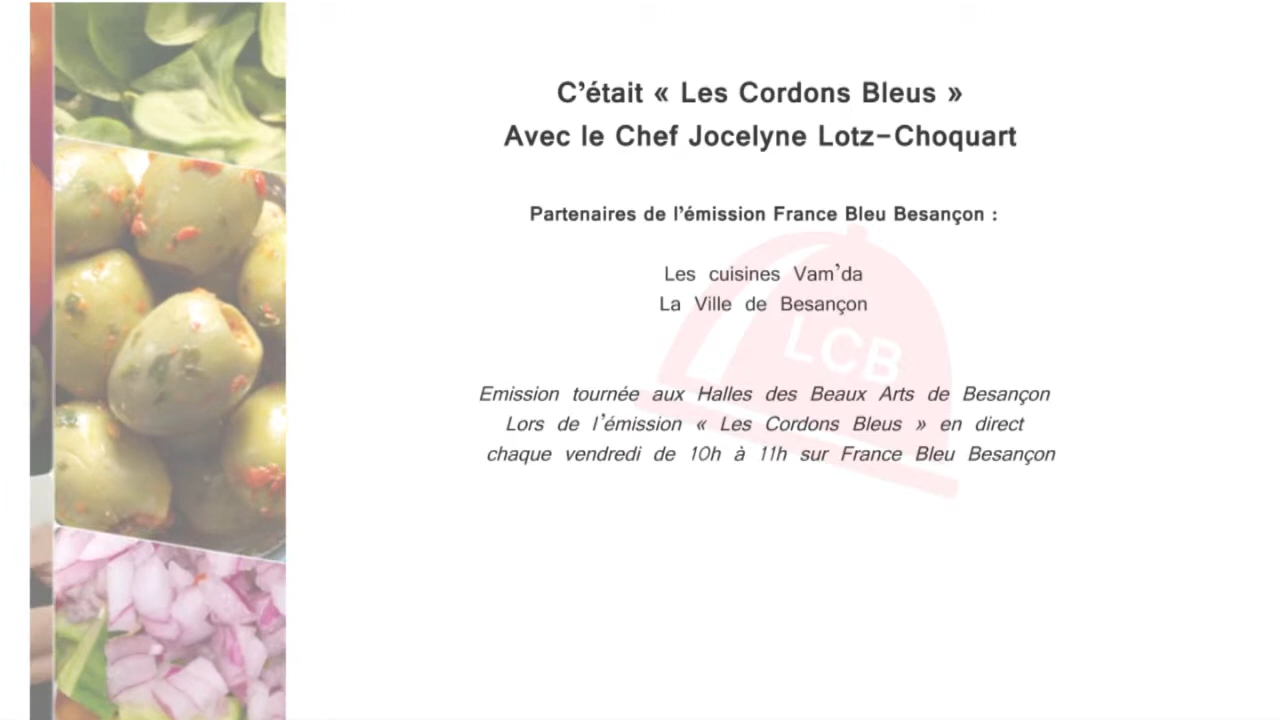 C'était « Les Cordons Bleus »
Avec le Chef Jocelyne Lotz-Choquart
Partenaires de l'émission France Bleu Besançon :
Les cuisines Vam'da
La Ville de Besançon
LCB
Emission tournée aux Halles des Beaux Arts de Besançon
Lors de l'émission « Les Cordons Bleus » en direct
chaque vendredi de 10h à 11h sur France Bleu Besançon